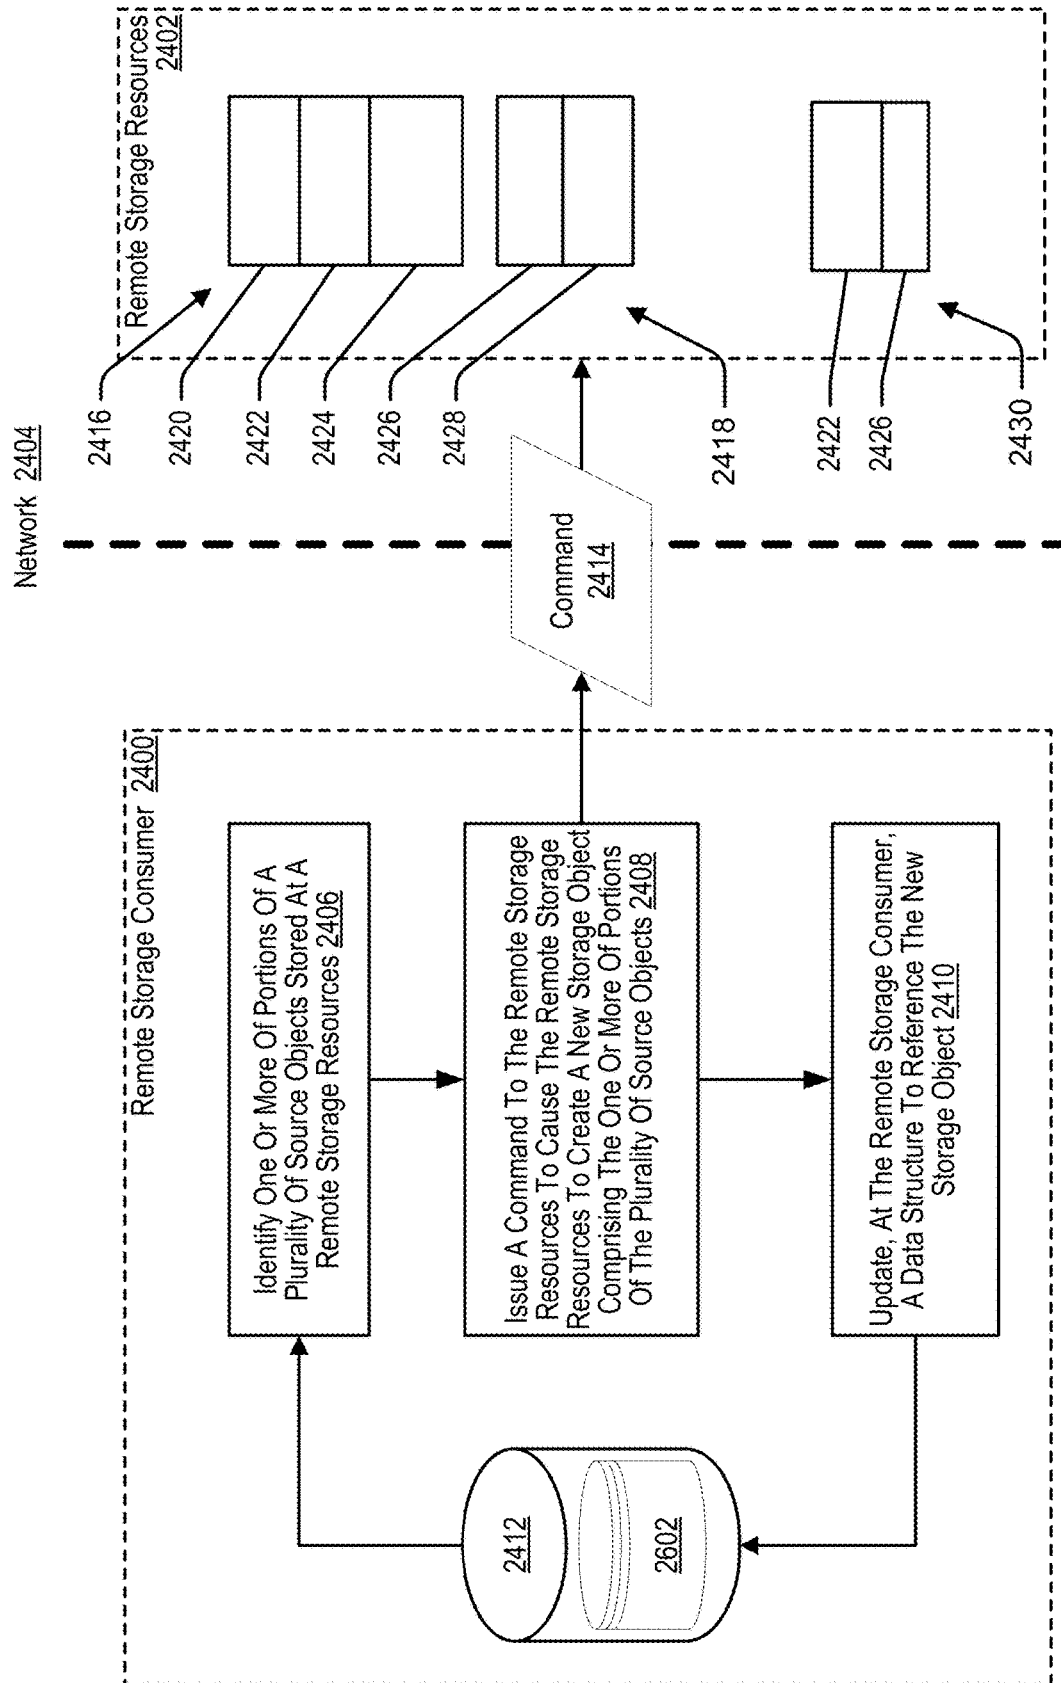 Network 2404
Remote Storage Consumer 2400
Identify One Or More Of Portions Of A
Plurality Of Source Objects Stored At A
Remote Storage Resources 2406
Issue A Command To The Remote Storage
Resources To Cause The Remote Storage
Resources To Create A New Storage Object
Comprising The One Or More Of Portions
Of The Plurality Of Source Objects 2408
Update, At The Remote Storage Consumer,
A Data Structure To Reference The New
Storage Object 2410
2412
2602
Command
2414
Remote Storage Resources
2402
2416
2420
2422
2424
2426
2428
2418
2422
2426
2430